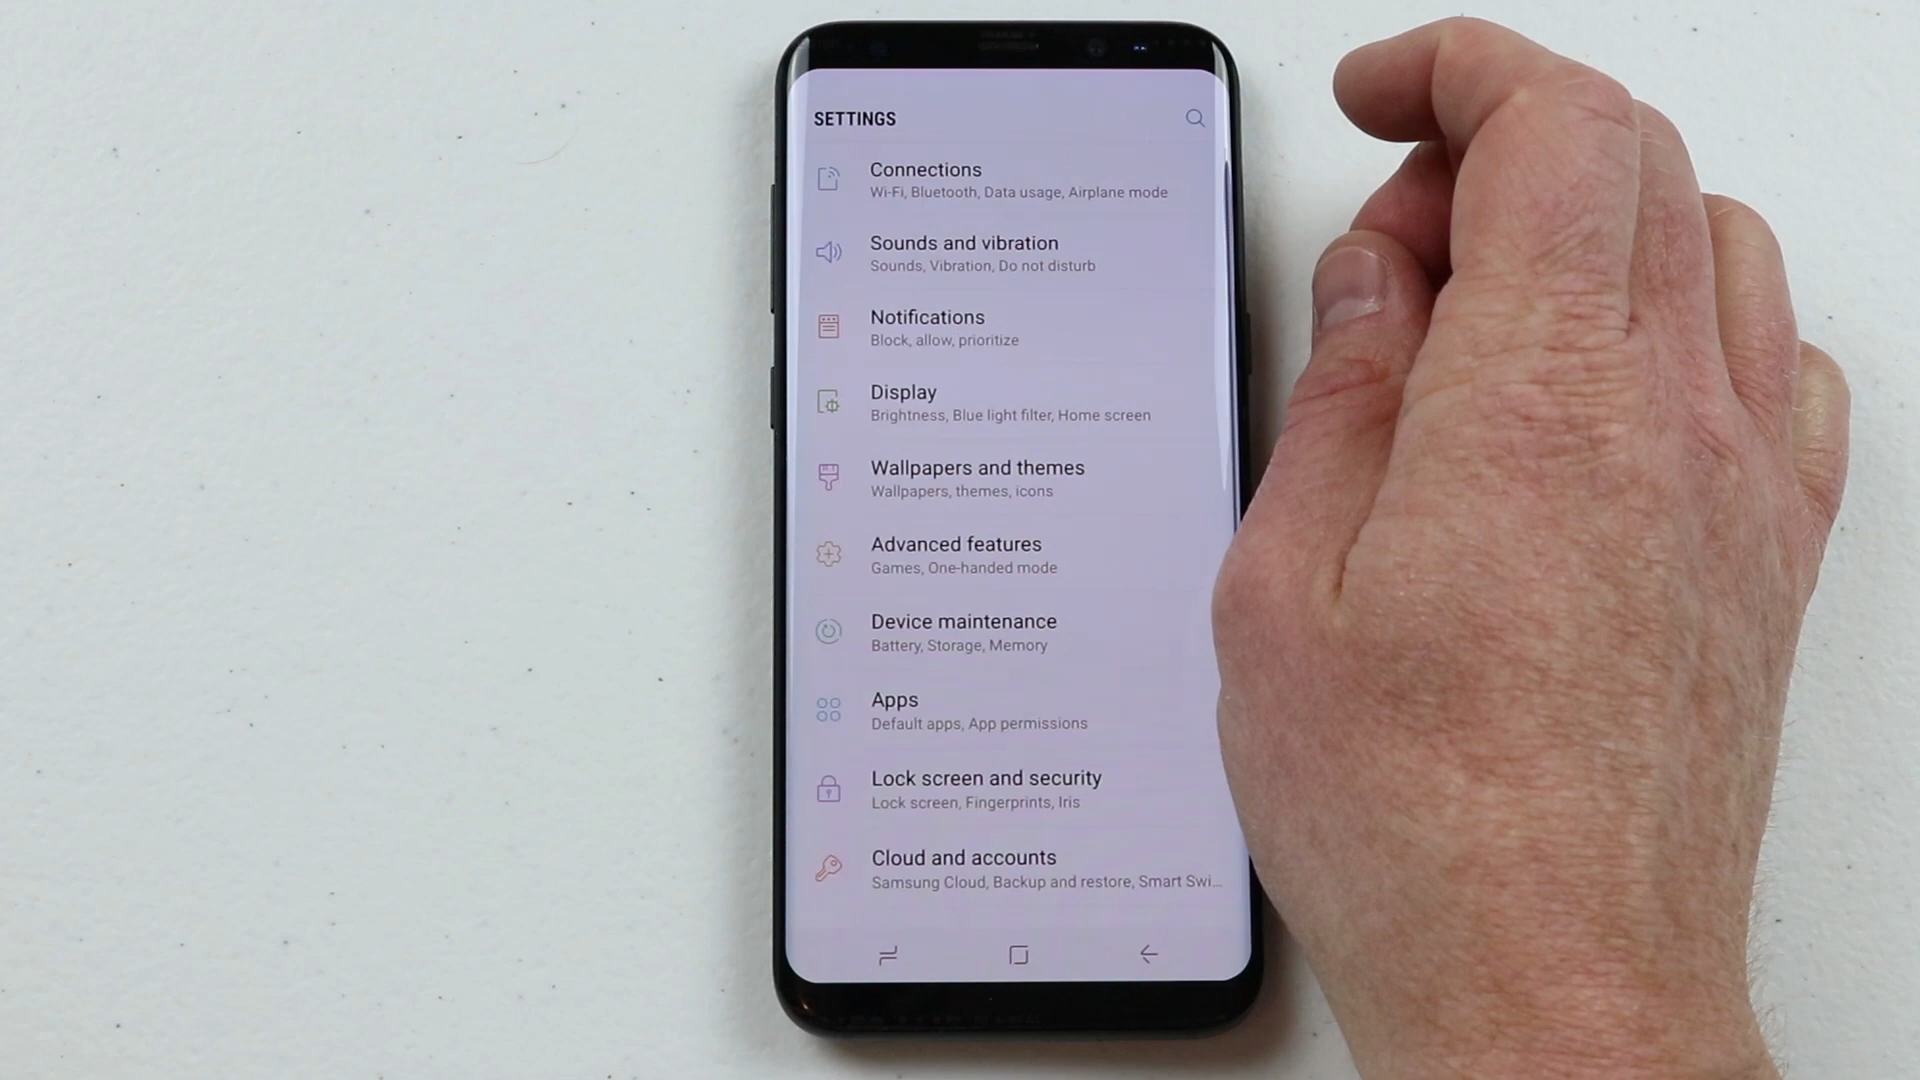 SETTINGS
Connections
Wi-Fi, Bluetooth, Data usage, Airplane mode
Sounds and vibration
Sounds, Vibration, Do not disturb
Notifications
Block, allow, prioritize
Display
Brightness, Blue light filter, Home screen
Wallpapers and themes
Wallpapers, themes, icons
Advanced features
Games, One-handed mode
Device maintenance
Battery, Storage, Memory
Apps
Default apps, App permissions
Lock screen and security
Lock screen, Fingerprints, Iris
Cloud and accounts
Samsung Cloud, Backup and restore, Smart Swi...